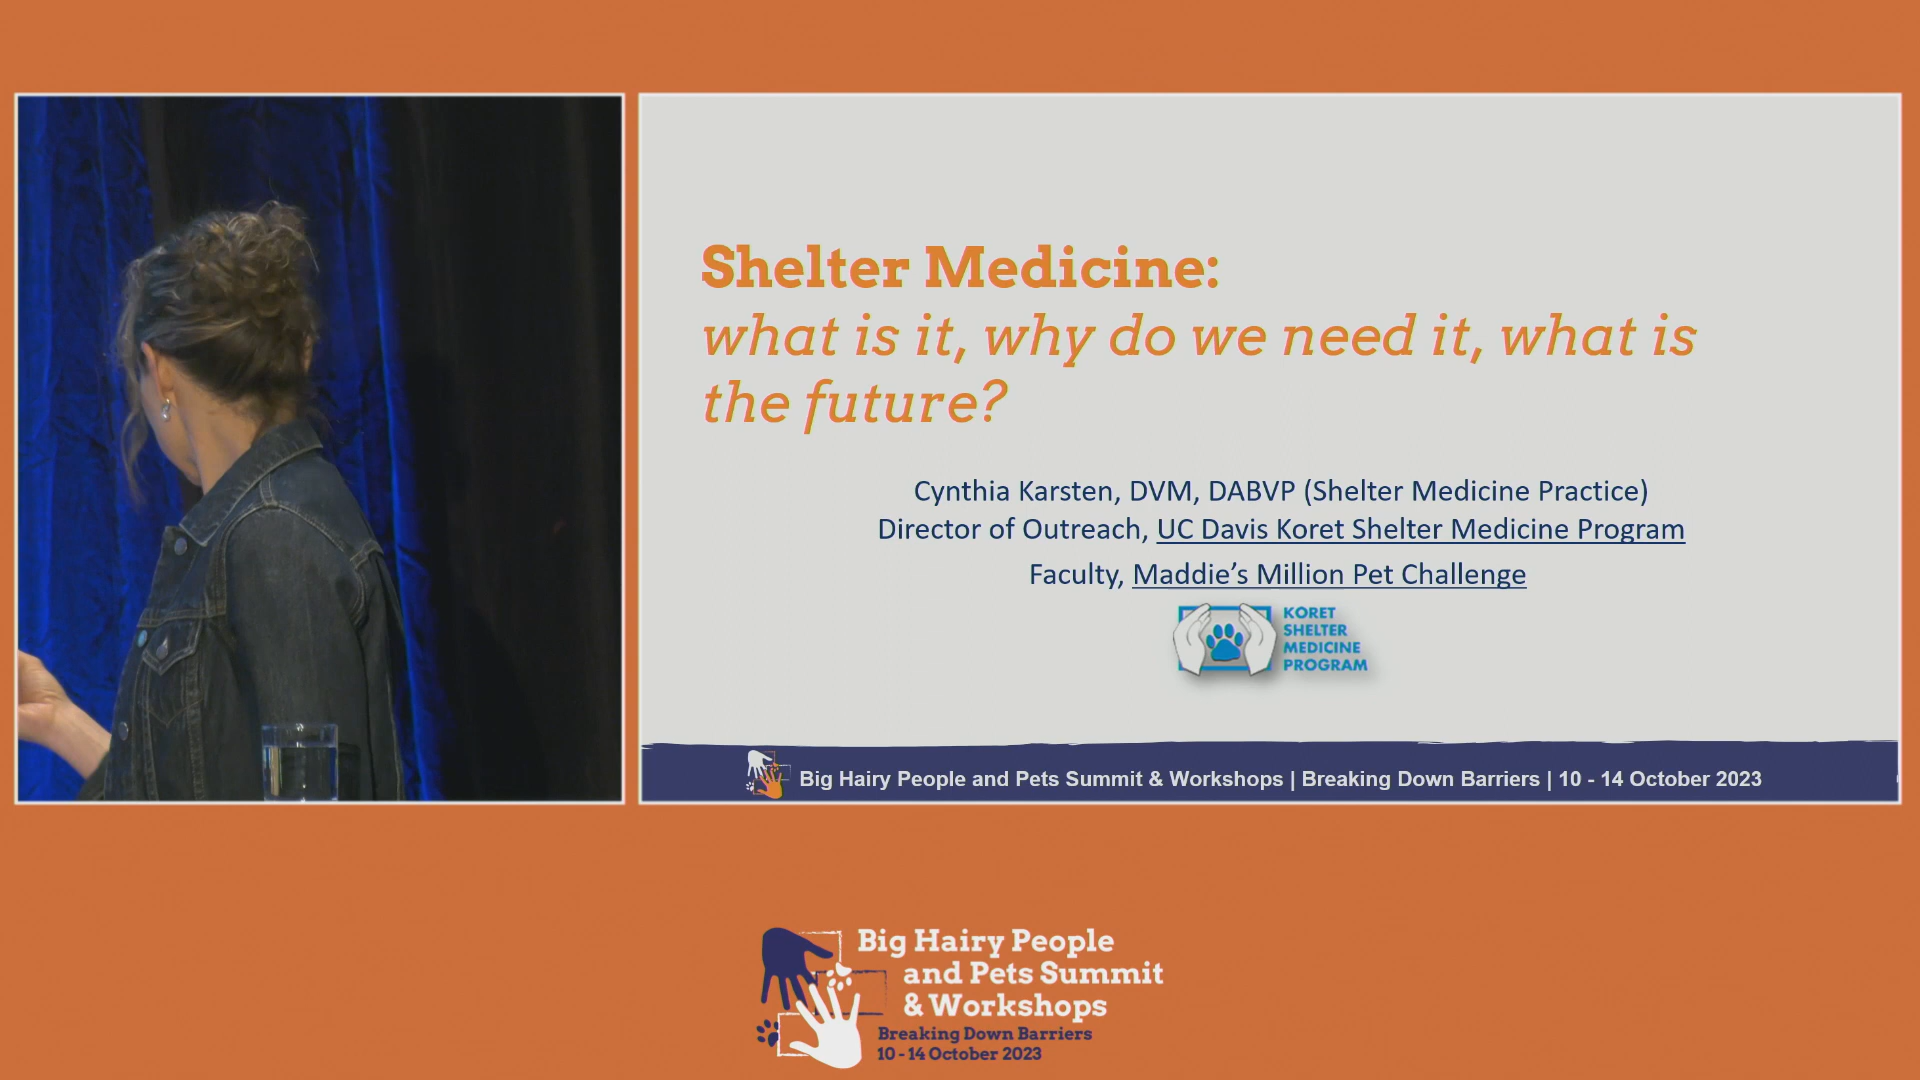 Shelter Medicine:
what is it, why do we need it, what is
the future?
Cynthia Karsten, DVM, DABVP (Shelter Medicine Practice)
Director of Outreach, UC Davis Koret Shelter Medicine Program
Faculty, Maddie’s Million Pet Challenge
KORET
SHELTER
MEDICINE
PROGRAM
Big Hairy People and Pets Summit & Workshops | Breaking Down Barriers | 10 - 14 October 2023
Big Hairy People
and Pets Summit
& Workshops
Breaking Down Barriers
10 - 14 October 2023